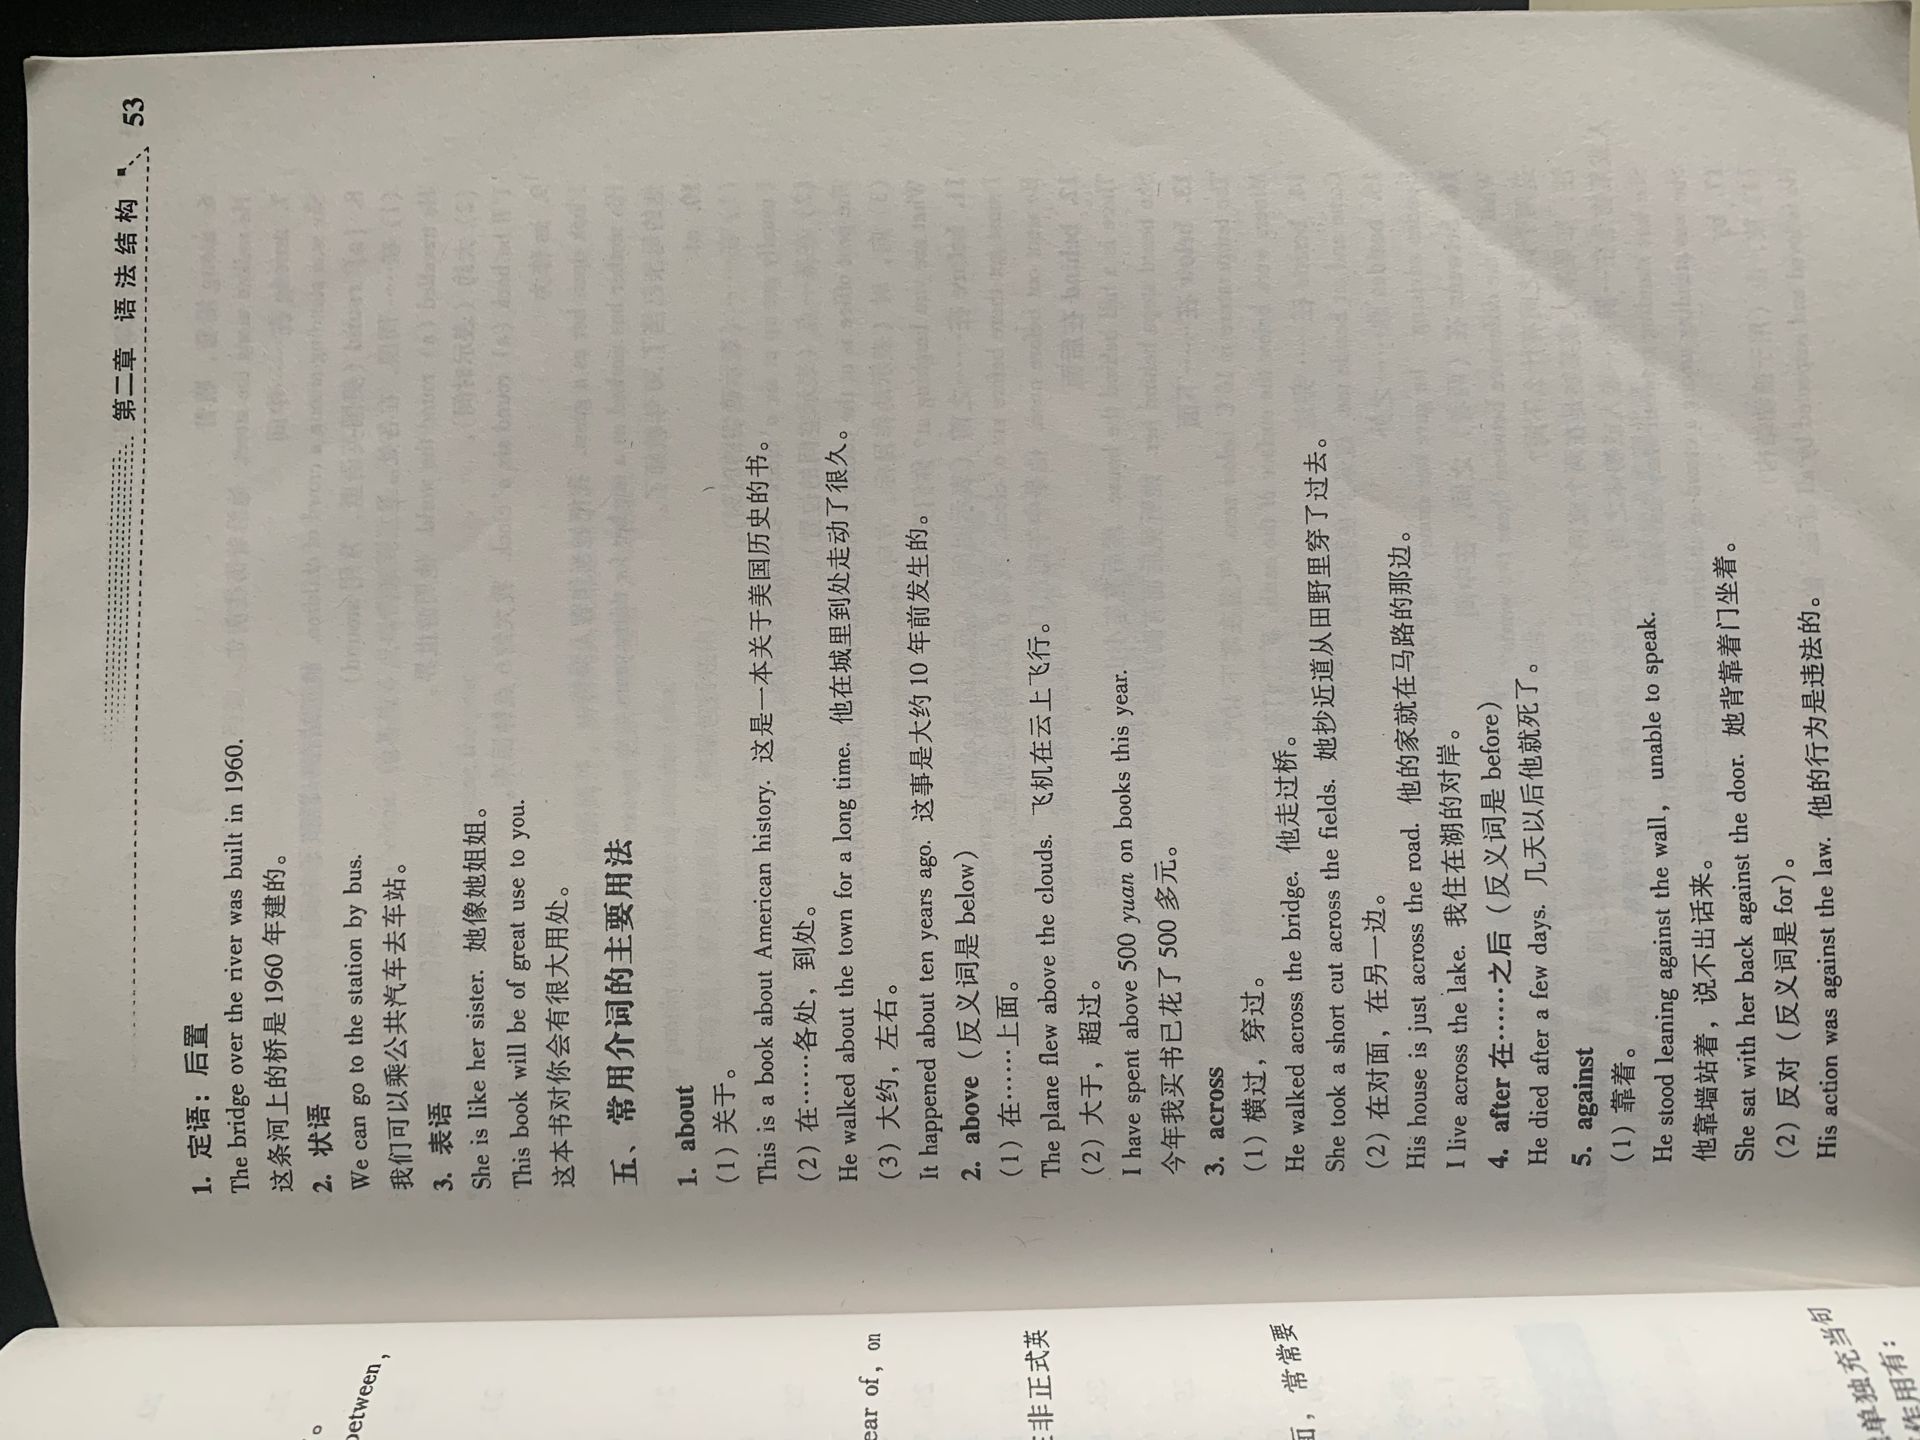 第二章 语法结构 53
1. 定语：后置
The bridge over the river was built in 1960.
这条河上的桥是 1960 年建的。
2. 状语
We can go to the station by bus.
我们可以乘公共汽车去车站。
3. 表语
She is like her sister. 她像她姐姐。
This book will be of great use to you.
这本书对你会有很大用处。
五、常用介词的主要用法
1. about
(1) 关于。
This is a book about American history. 这是一本关于美国历史的书。
(2) 在……各处，到处。
He walked about the town for a long time. 他在城里到处走动了很久。
(3) 大约，左右。
It happened about ten years ago. 这事是大约 10 年前发生的。
2. above（反义词是 below）
(1) 在……上面。
The plane flew above the clouds. 飞机在云上飞行。
(2) 大于，超过。
I have spent above 500 yuan on books this year.
今年我买书已花了 500 多元。
3. across
(1) 横过，穿过。
He walked across the bridge. 他走过桥。
She took a short cut across the fields. 她抄近道从田野里穿了过去。
(2) 在对面，在另一边。
His house is just across the road. 他的家就在马路的那边。
I live across the lake. 我住在湖的对岸。
4. after 在……之后（反义词是 before）
He died after a few days. 几天以后他就死了。
5. against
(1) 靠着。
He stood leaning against the wall， unable to speak.
他靠墙站着，说不出话来。
She sat with her back against the door. 她背靠着门坐着。
(2) 反对（反义词是 for）。
His action was against the law. 他的行为是违法的。
between，
ear of，on
非正式英
面，常常要
单独充当句
作用有：